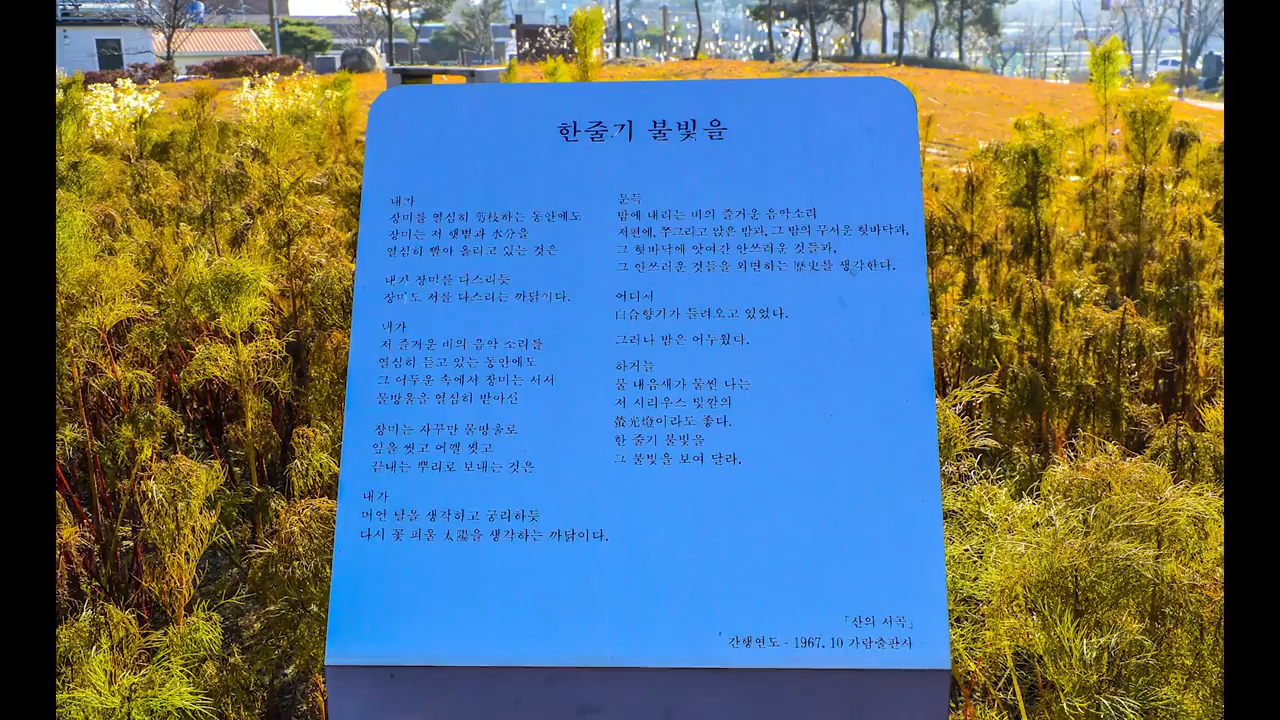 한줄기 불빛을
내가
장미를 열심히 剪枝하는 동안에도
장미는 저 햇볕과 水分을
열심히 빨아 올리고 있는 것은
내가 장미를 다스리듯
장미도 저를 다스리는 까닭이다.
내가
저 즐거운 비의 음악 소리를
열심히 듣고 있는 동안에도
그 어두운 속에서 장미는 서서
물방울을 열심히 받아선
장미는 자꾸만 물방울로
잎을 씻고 어깰 씻고
끝내는 뿌리로 보내는 것은
내가
머언 달을 생각하고 궁리하듯
다시 꽃 피울 太陽을 생각하는 까닭이다.
문득
밤에 내리는 비의 즐거운 음악소리
저편에, 쭈그리고 앉은 밤과, 그 밤의 무서운 혓바닥과,
그 혓바닥에 앗여간 안쓰러운 것들과,
그 안쓰러운 것들을 외면하는 歷史를 생각한다.
어디서
白合향기가 들려오고 있었다.
그러나 밤은 어두웠다.
하거늘
물 내음새가 물씬 나는
저 시리우스 빛깔의
螢光燈이라도 좋다.
한 줄기 불빛을
그 불빛을 보여 달라.
「산의 서곡」
간행연도 - 1967. 10 가람출판사